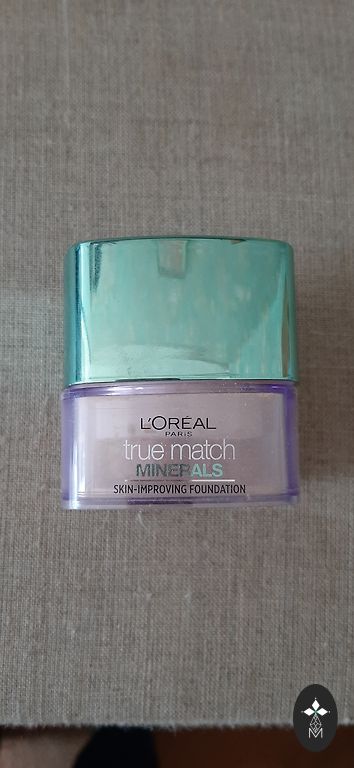 L'ORÉAL
PARIS
true match
MINERALS
SKIN-IMPROVING FOUNDATION